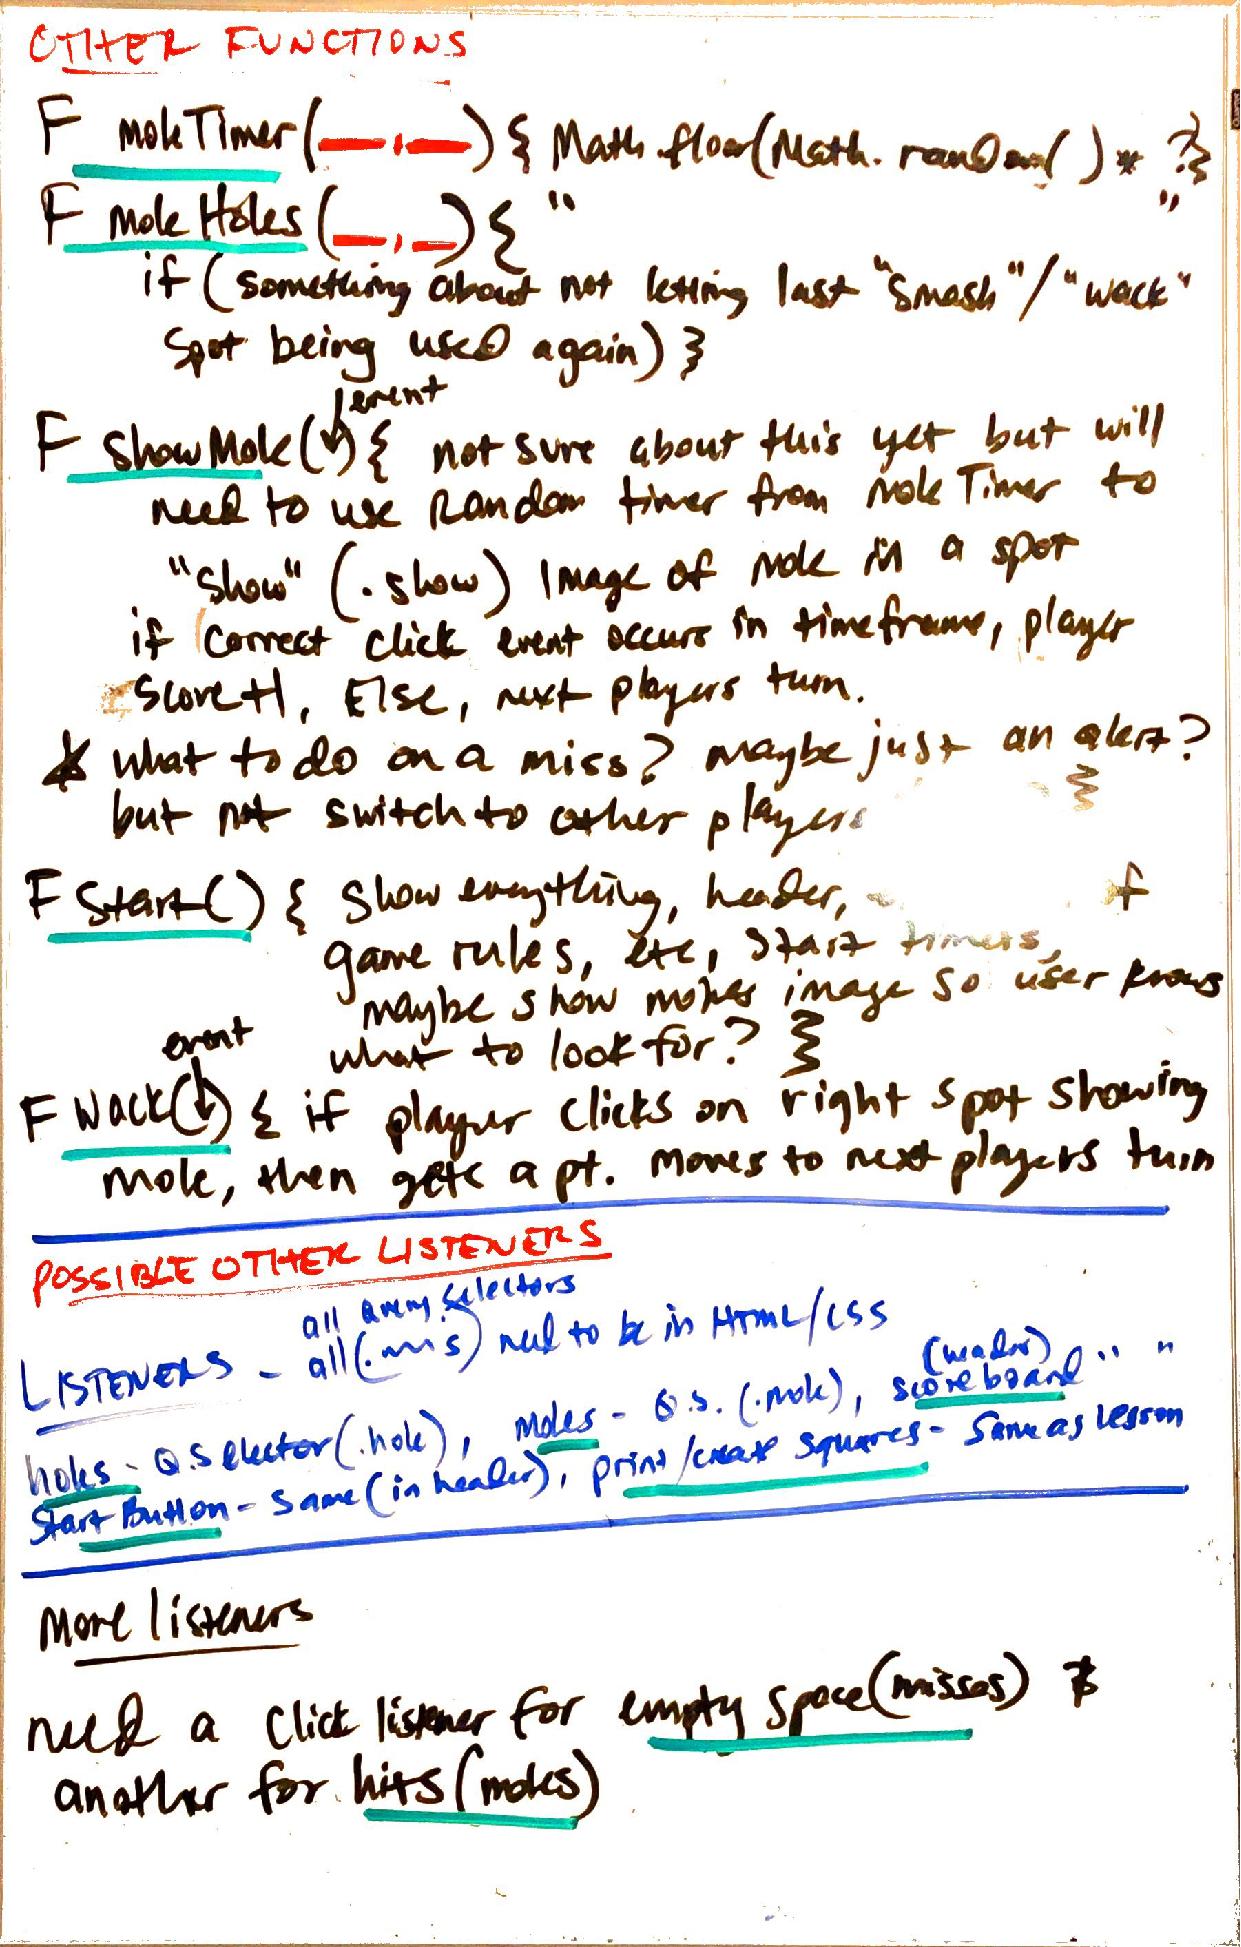 OTHER FUNCTIONS
F moleTimer(__,__) { Math.floor(Math.random() * ?}
F moleHoles(__,__) { " "
if (something about not letting last "smash"/"wack"
spot being used again) }
event
F showMole(↓) { not sure about this yet but will
need to use random timer from moleTimer to
"show" (.show) image of mole in a spot
if correct click event occurs in timeframe, player
score+1, Else, next players turn.
* what to do on a miss? maybe just an alert?
but not switch to other players }
F Start() { show everything, header,
game rules, etc, start timers,
maybe show moles image so user knows
what to look for? }
event
F Wack(↓) { if player clicks on right spot showing
mole, then gets a pt. moves to next players turn
POSSIBLE OTHER LISTENERS
all query selectors
LISTENERS - all(. s) need to be in HTML/CSS
(header)
holes - Q.Selector(.hole), moles - Q.S. (.mole), scoreboard " "
Start Button - same (in header), print/create squares - same as lesson
More listeners
need a click listener for empty space(misses) &
another for hits(moles)